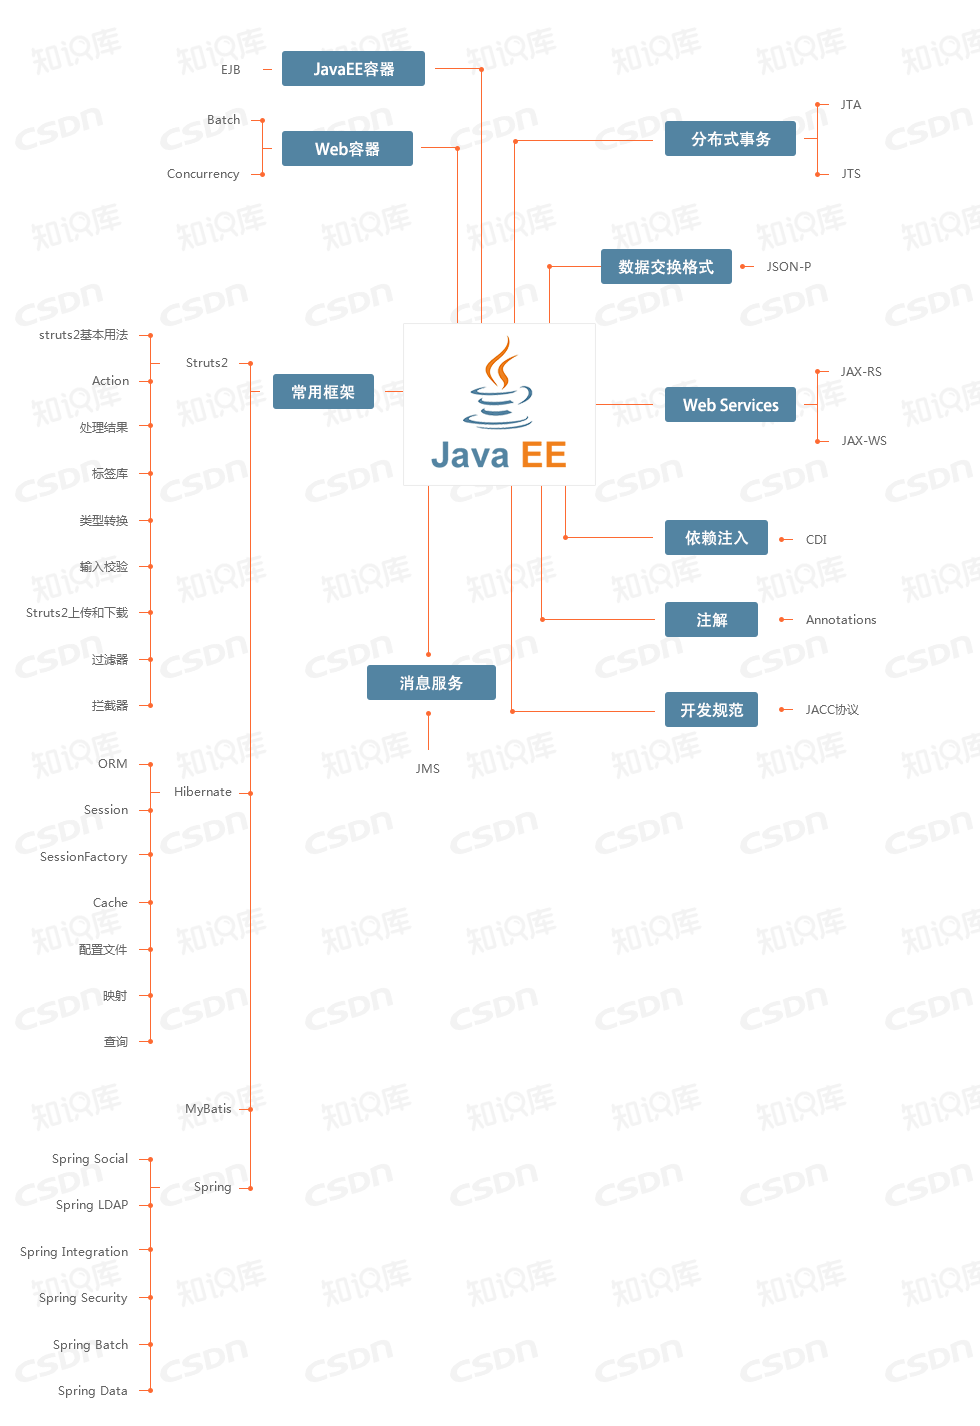 JavaEE容器
EJB
Web容器
Batch
Concurrency
分布式事务
JTA
JTS
数据交换格式
JSON-P
Java EE
常用框架
Struts2
struts2基本用法
Action
处理结果
标签库
类型转换
输入校验
Struts2上传和下载
过滤器
拦截器
Hibernate
ORM
Session
SessionFactory
Cache
配置文件
映射
查询
MyBatis
Spring
Spring Social
Spring LDAP
Spring Integration
Spring Security
Spring Batch
Spring Data
Web Services
JAX-RS
JAX-WS
依赖注入
CDI
注解
Annotations
开发规范
JACC协议
消息服务
JMS
知识库
CSDN